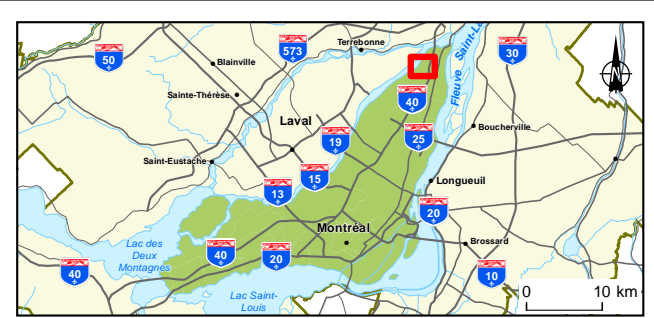 50
573
Terrebonne
30
Blainville
Sainte-Thérèse
40
Fleuve Saint-La
Laval
19
25
Boucherville
Saint-Eustache
15
13
Longueuil
20
Montréal
Lac des
Deux
Montagnes
40
20
Brossard
40
10
Lac Saint-
Louis
0 10 km